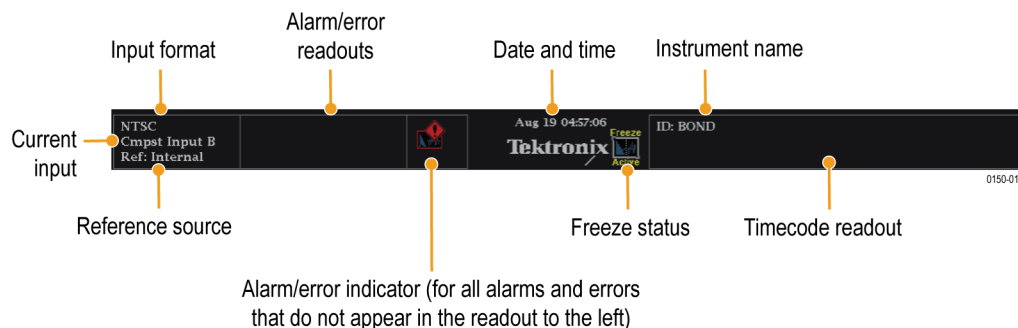 Alarm/error
readouts
Input format
Date and time
Instrument name
NTSC
Cmpst Input B
Ref: Internal
Aug 19 04:57:06
Tektronix
Freeze
Active
ID: BOND
Current
input
0150-01
Reference source
Freeze status
Timecode readout
Alarm/error indicator (for all alarms and errors
that do not appear in the readout to the left)